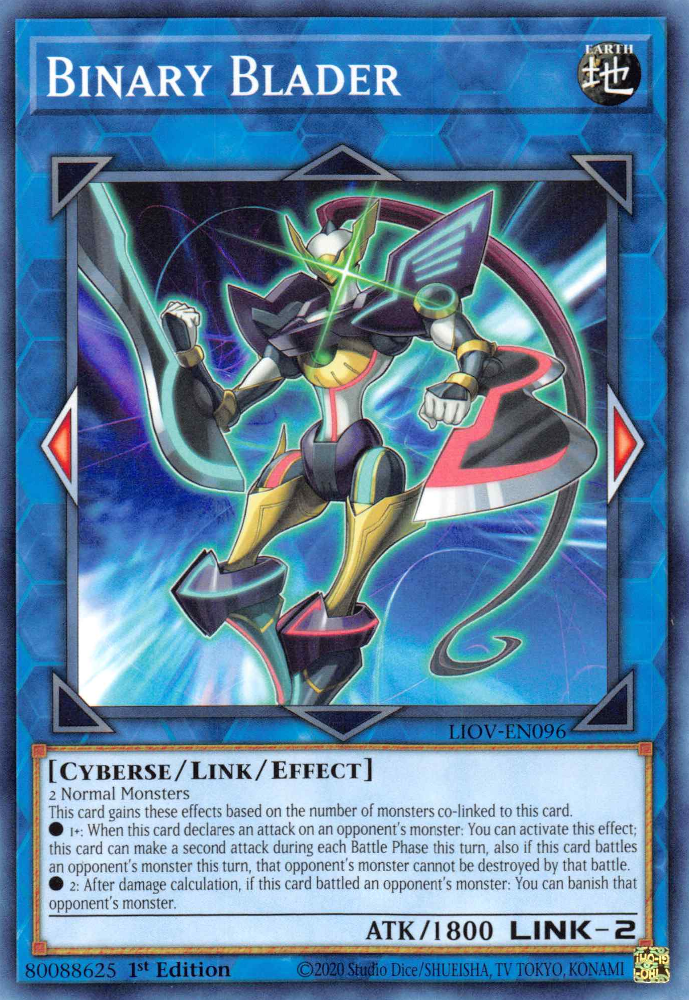 BINARY BLADER
EARTH
地
LIOV-EN096
[CYBERSE/LINK/EFFECT]
2 Normal Monsters
This card gains these effects based on the number of monsters co-linked to this card.
● 1+: When this card declares an attack on an opponent's monster: You can activate this effect;
this card can make a second attack during each Battle Phase this turn, also if this card battles
an opponent's monster this turn, that opponent's monster cannot be destroyed by that battle.
● 2: After damage calculation, if this card battled an opponent's monster: You can banish that
opponent's monster.
ATK/1800 LINK-2
80088625 1st Edition ©2020 Studio Dice/SHUEISHA, TV TOKYO, KONAMI